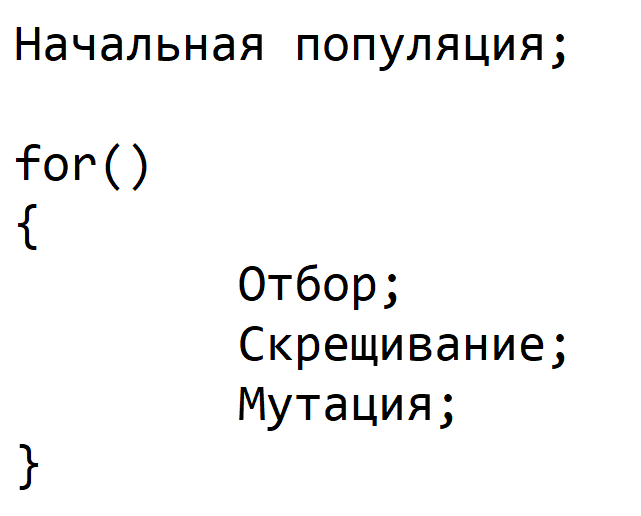 Начальная популяция;
for()
{
Отбор;
Скрещивание;
Мутация;
}